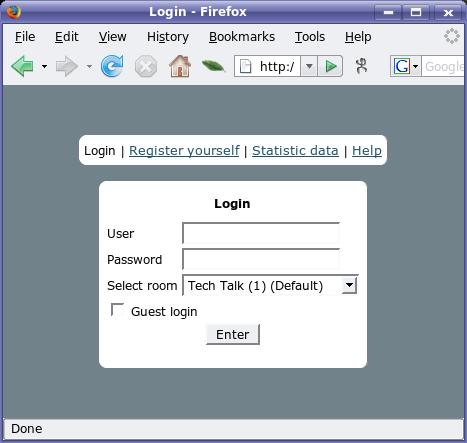 Login - Firefox
File Edit View History Bookmarks Tools Help
http:/ G Google
Login | Register yourself | Statistic data | Help
Login
User
Password
Select room Tech Talk (1) (Default)
Guest login
Enter
Done